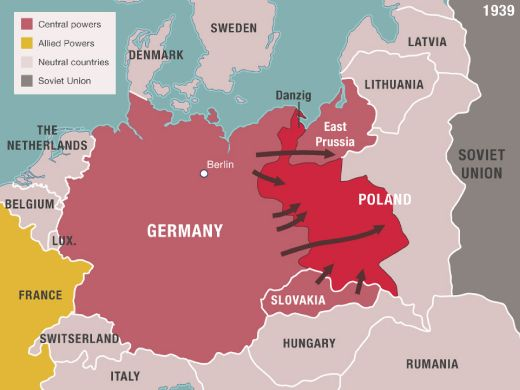 Central powers
Allied Powers
Neutral countries
Soviet Union
1939
SWEDEN
DENMARK
LATVIA
LITHUANIA
Danzig
East
Prussia
THE
NETHERLANDS
Berlin
SOVIET
UNION
BELGIUM
POLAND
LUX.
GERMANY
FRANCE
SLOVAKIA
SWITSERLAND
HUNGARY
RUMANIA
ITALY